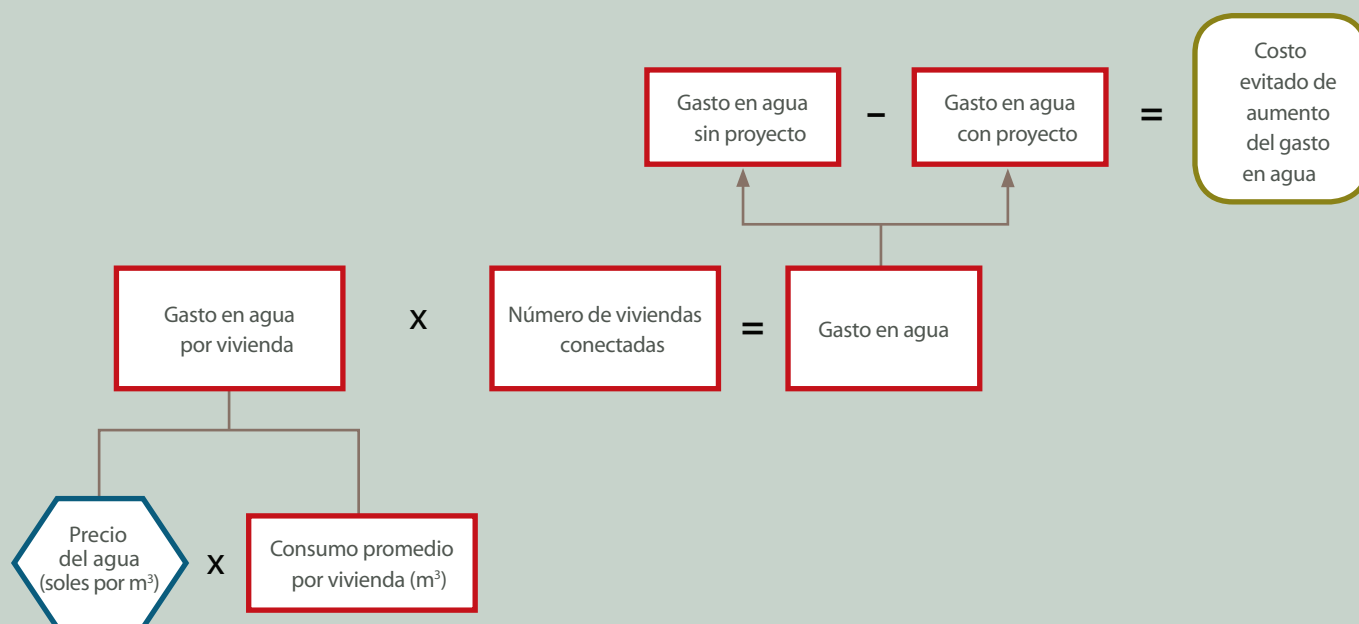 Gasto en agua
sin proyecto
–
Gasto en agua
con proyecto
=
Costo
evitado de
aumento
del gasto
en agua
Gasto en agua
por vivienda
x
Número de viviendas
conectadas
=
Gasto en agua
Precio
del agua
(soles por m³)
x
Consumo promedio
por vivienda (m³)